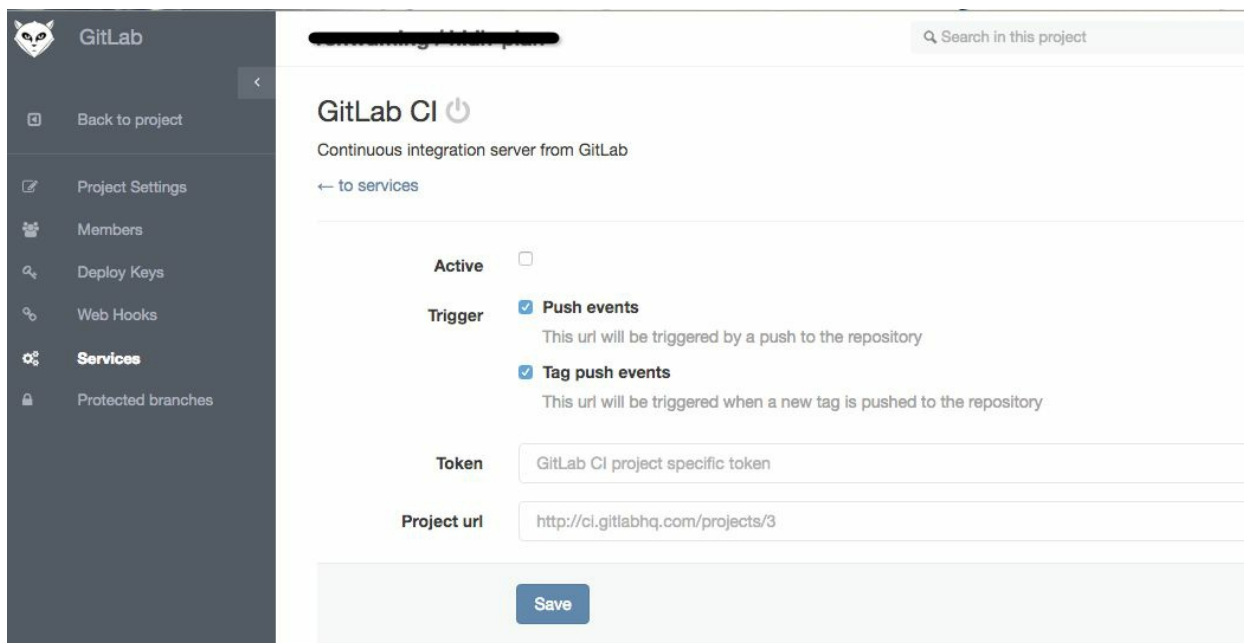 GitLab
Search in this project
Back to project
Project Settings
Members
Deploy Keys
Web Hooks
Services
Protected branches
GitLab CI
Continuous integration server from GitLab
← to services
Active
Trigger
Push events
This url will be triggered by a push to the repository
Tag push events
This url will be triggered when a new tag is pushed to the repository
Token
GitLab CI project specific token
Project url
http://ci.gitlabhq.com/projects/3
Save